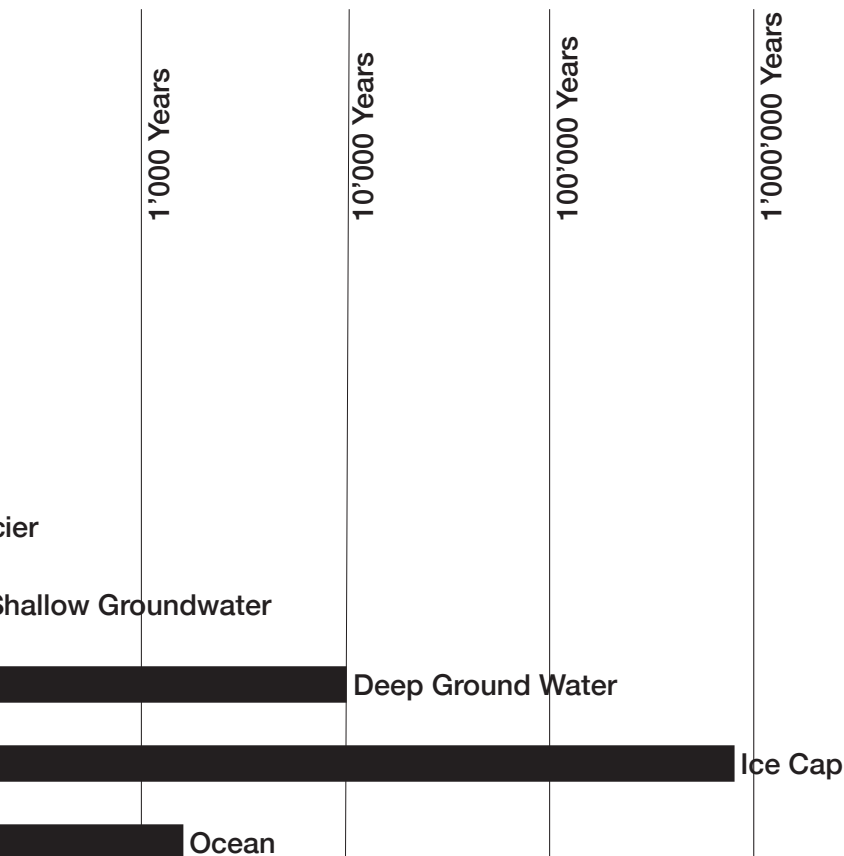 1’000 Years
10’000 Years
100’000 Years
1’000’000 Years
cier
Shallow Groundwater
Deep Ground Water
Ice Cap
Ocean